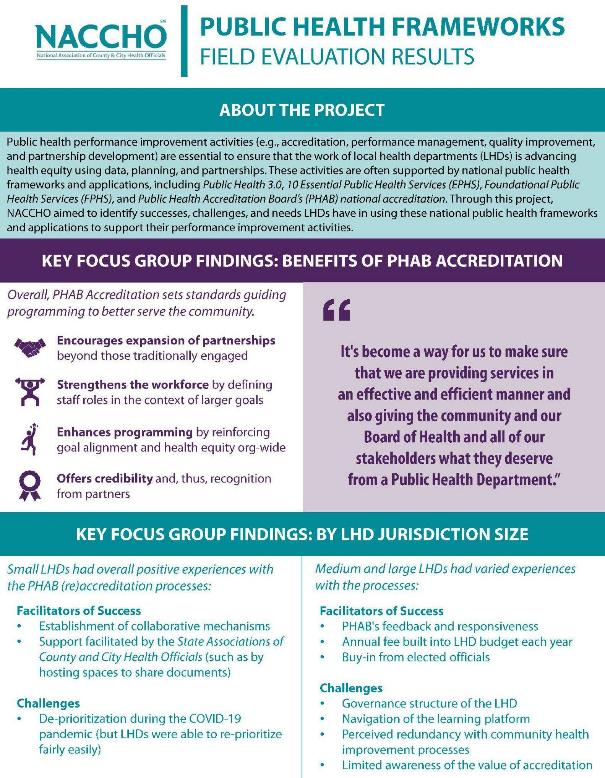 NACCHO
National Association of County & City Health Officials
PUBLIC HEALTH FRAMEWORKS
FIELD EVALUATION RESULTS
ABOUT THE PROJECT
Public health performance improvement activities (e.g., accreditation, performance management, quality improvement,
and partnership development) are essential to ensure that the work of local health departments (LHDs) is advancing
health equity using data, planning, and partnerships. These activities are often supported by national public health
frameworks and applications, including Public Health 3.0, 10 Essential Public Health Services (EPHS), Foundational Public
Health Services (FPHS), and Public Health Accreditation Board's (PHAB) national accreditation. Through this project,
NACCHO aimed to identify successes, challenges, and needs LHDs have in using these national public health frameworks
and applications to support their performance improvement activities.
KEY FOCUS GROUP FINDINGS: BENEFITS OF PHAB ACCREDITATION
Overall, PHAB Accreditation sets standards guiding
programming to better serve the community.
Encourages expansion of partnerships
beyond those traditionally engaged
Strengthens the workforce by defining
staff roles in the context of larger goals
Enhances programming by reinforcing
goal alignment and health equity org-wide
Offers credibility and, thus, recognition
from partners
“
It's become a way for us to make sure
that we are providing services in
an effective and efficient manner and
also giving the community and our
Board of Health and all of our
stakeholders what they deserve
from a Public Health Department.”
KEY FOCUS GROUP FINDINGS: BY LHD JURISDICTION SIZE
Small LHDs had overall positive experiences with
the PHAB (re)accreditation processes:
Facilitators of Success
• Establishment of collaborative mechanisms
• Support facilitated by the State Associations of
County and City Health Officials (such as by
hosting spaces to share documents)
Challenges
• De-prioritization during the COVID-19
pandemic (but LHDs were able to re-prioritize
fairly easily)
Medium and large LHDs had varied experiences
with the processes:
Facilitators of Success
• PHAB's feedback and responsiveness
• Annual fee built into LHD budget each year
• Buy-in from elected officials
Challenges
• Governance structure of the LHD
• Navigation of the learning platform
• Perceived redundancy with community health
improvement processes
• Limited awareness of the value of accreditation